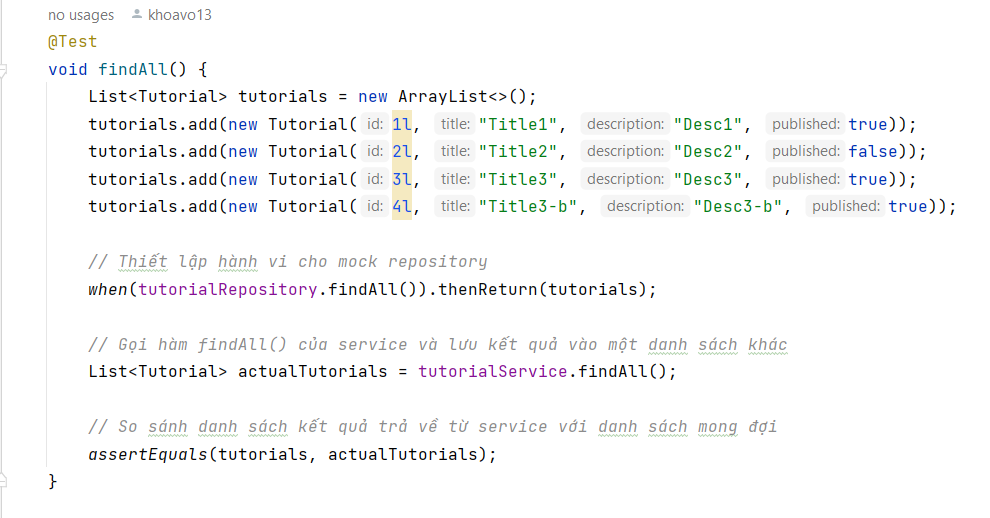 no usages khoavo13
@Test
void findAll() {
List<Tutorial> tutorials = new ArrayList<>();
tutorials.add(new Tutorial( id: 1l, title: "Title1", description: "Desc1", published: true));
tutorials.add(new Tutorial( id: 2l, title: "Title2", description: "Desc2", published: false));
tutorials.add(new Tutorial( id: 3l, title: "Title3", description: "Desc3", published: true));
tutorials.add(new Tutorial( id: 4l, title: "Title3-b", description: "Desc3-b", published: true));
// Thiết lập hành vi cho mock repository
when(tutorialRepository.findAll()).thenReturn(tutorials);
// Gọi hàm findAll() của service và lưu kết quả vào một danh sách khác
List<Tutorial> actualTutorials = tutorialService.findAll();
// So sánh danh sách kết quả trả về từ service với danh sách mong đợi
assertEquals(tutorials, actualTutorials);
}